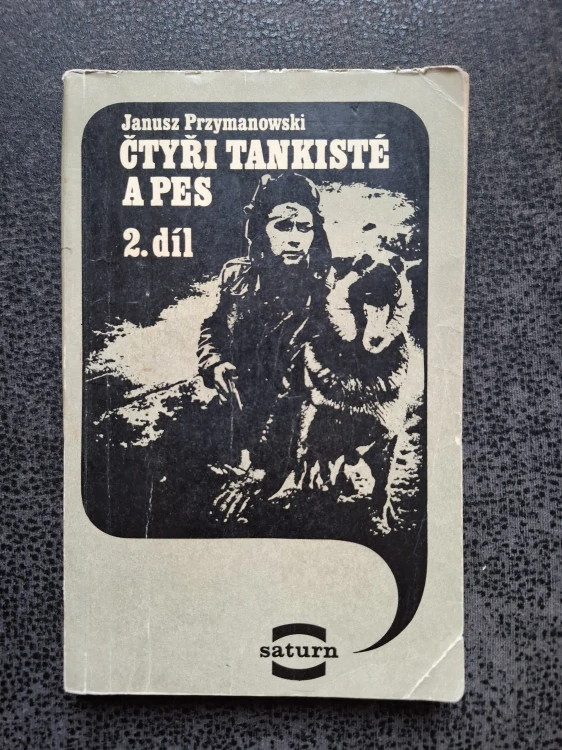 Janusz Przymanowski
ČTYŘI TANKISTÉ
A PES
2. díl
saturn